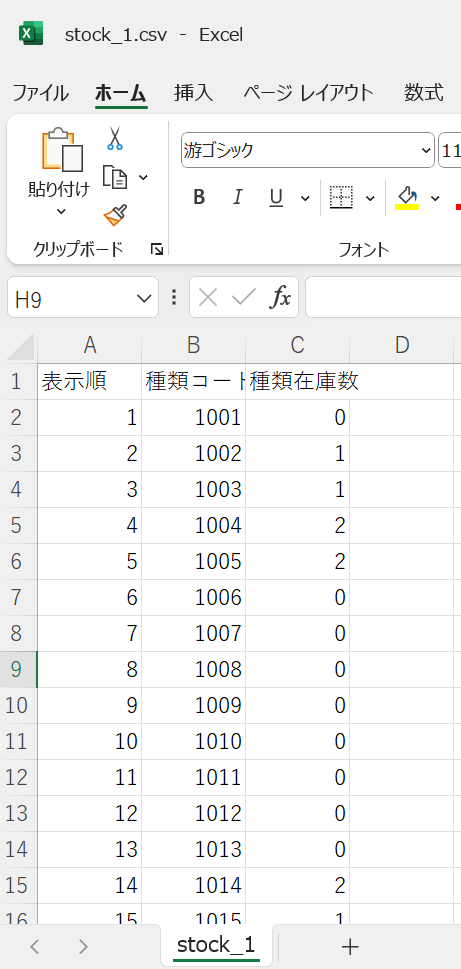 stock_1.csv - Excel
ファイル ホーム 挿入 ページ レイアウト 数式
貼り付け
游ゴシック 11
B I U
クリップボード フォント
H9 fx
A B C D
1 表示順 種類コード 種類在庫数
2 1 1001 0
3 2 1002 1
4 3 1003 1
5 4 1004 2
6 5 1005 2
7 6 1006 0
8 7 1007 0
9 8 1008 0
10 9 1009 0
11 10 1010 0
12 11 1011 0
13 12 1012 0
14 13 1013 0
15 14 1014 2
16 15 1015 1
stock_1